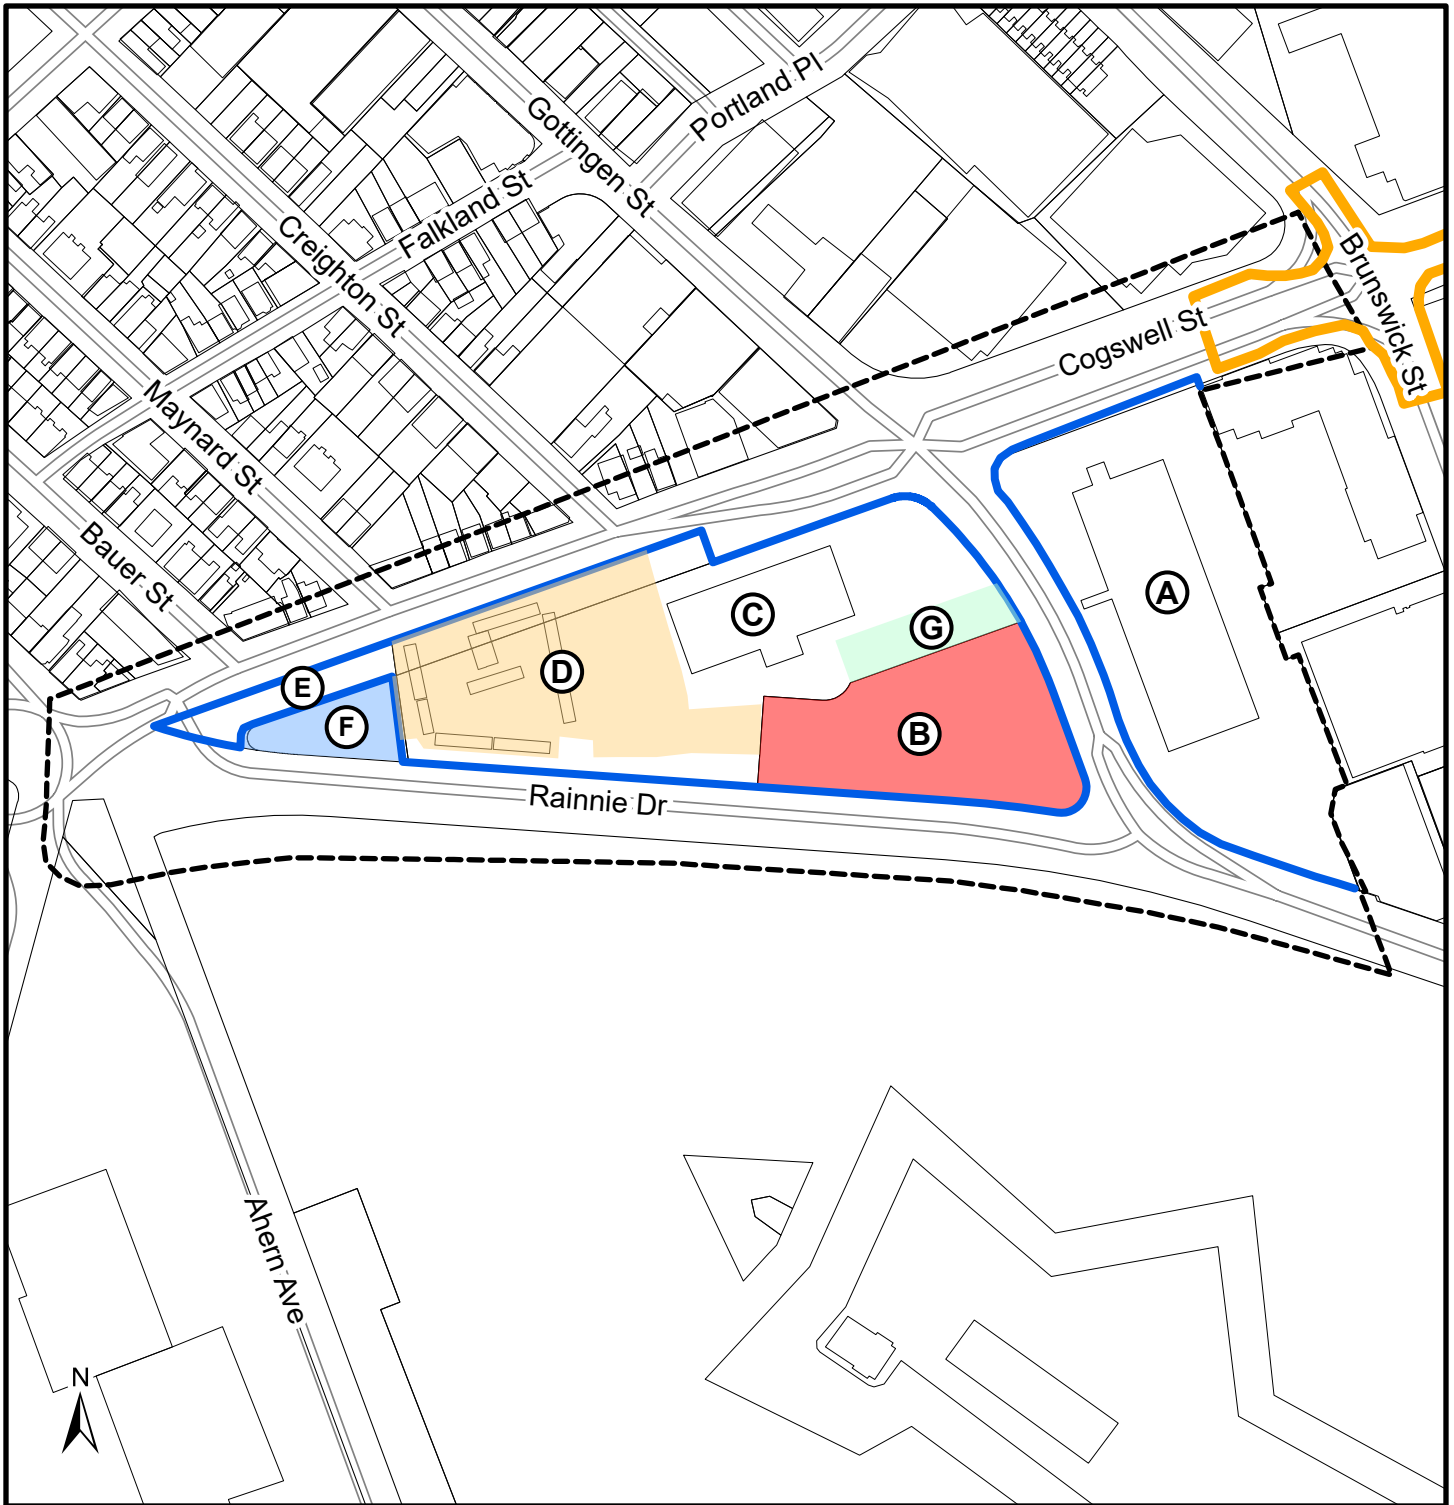 Portland Pl
Gottingen St
Falkland St
Creighton St
Brunswick St
Cogswell St
Maynard St
Bauer St
A
C
G
D
E
F
B
Rainnie Dr
Ahern Ave
N